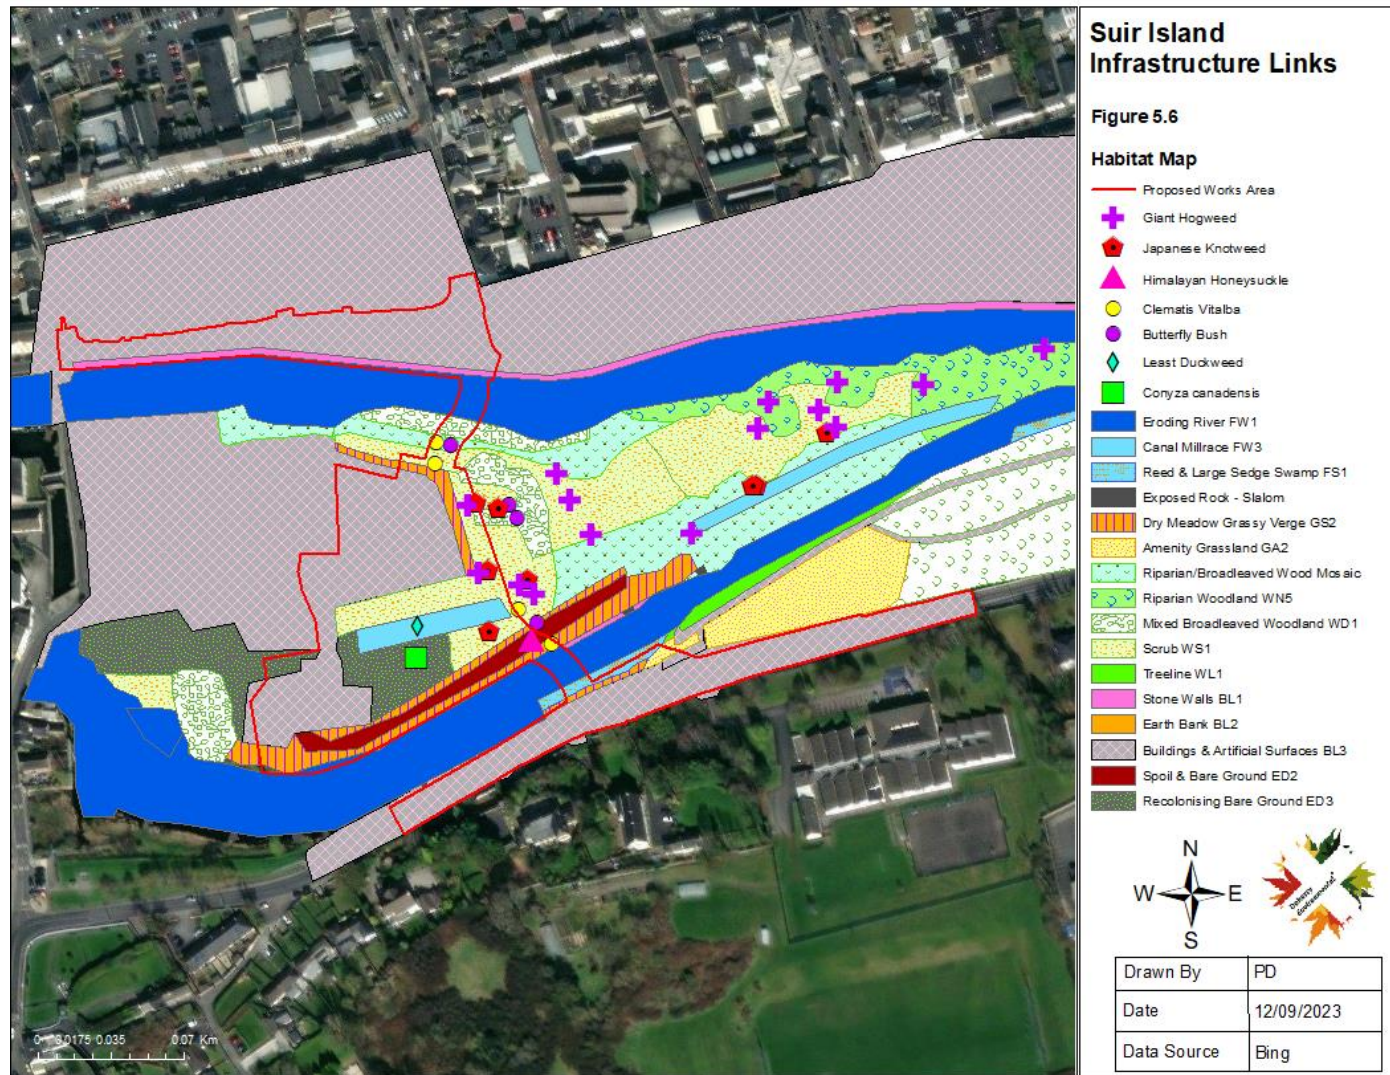 Suir Island
Infrastructure Links
Figure 5.6
Habitat Map
Proposed Works Area
Giant Hogweed
Japanese Knotweed
Himalayan Honeysuckle
Clematis Vitalba
Butterfly Bush
Least Duckweed
Conyza canadensis
Eroding River FW1
Canal Millrace FW3
Reed & Large Sedge Swamp FS1
Exposed Rock - Slalom
Dry Meadow Grassy Verge GS2
Amenity Grassland GA2
Riparian/Broadleaved Wood Mosaic
Riparian Woodland WN5
Mixed Broadleaved Woodland WD1
Scrub WS1
Treeline WL1
Stone Walls BL1
Earth Bank BL2
Buildings & Artificial Surfaces BL3
Spoil & Bare Ground ED2
Recolonising Bare Ground ED3
N
W E
S
Drawn By PD
Date 12/09/2023
Data Source Bing
0 0.0175 0.035 0.07 Km